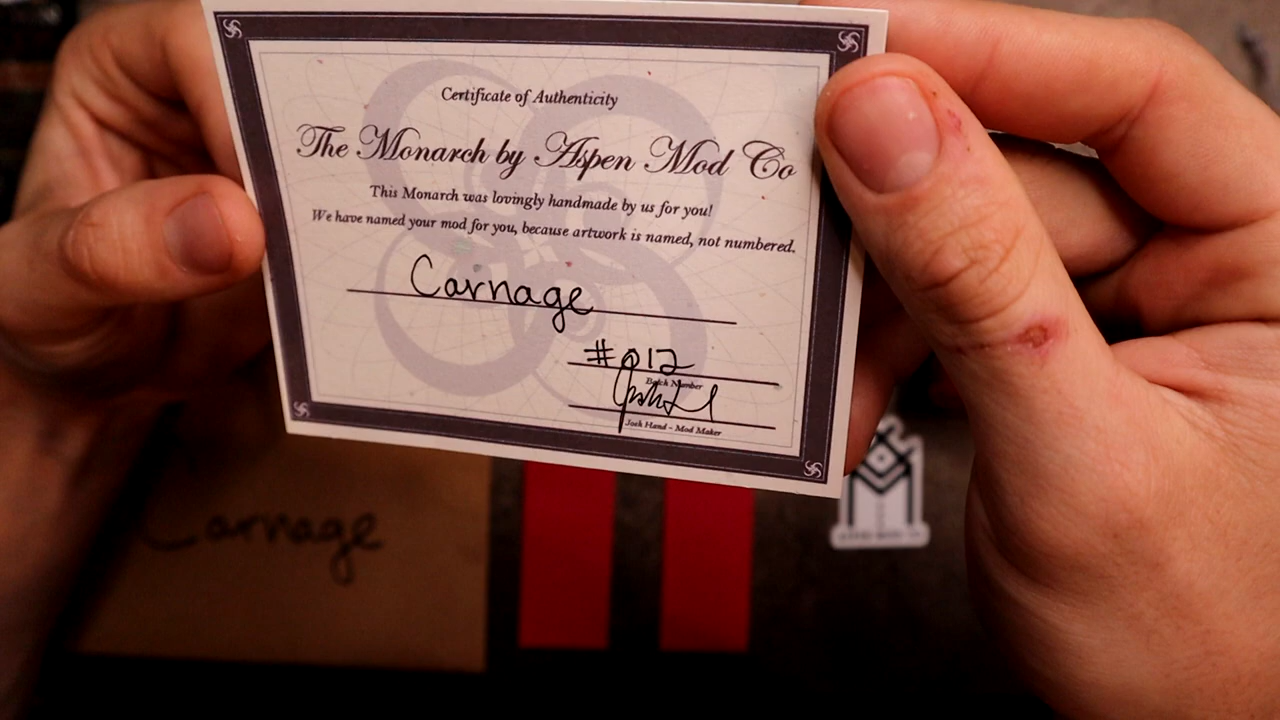 Certificate of Authenticity
The Monarch by Aspen Mod Co
This Monarch was lovingly handmade by us for you!
We have named your mod for you, because artwork is named, not numbered.
Carnage
#012
Batch Number
Josh Hand - Mod Maker
Carnage